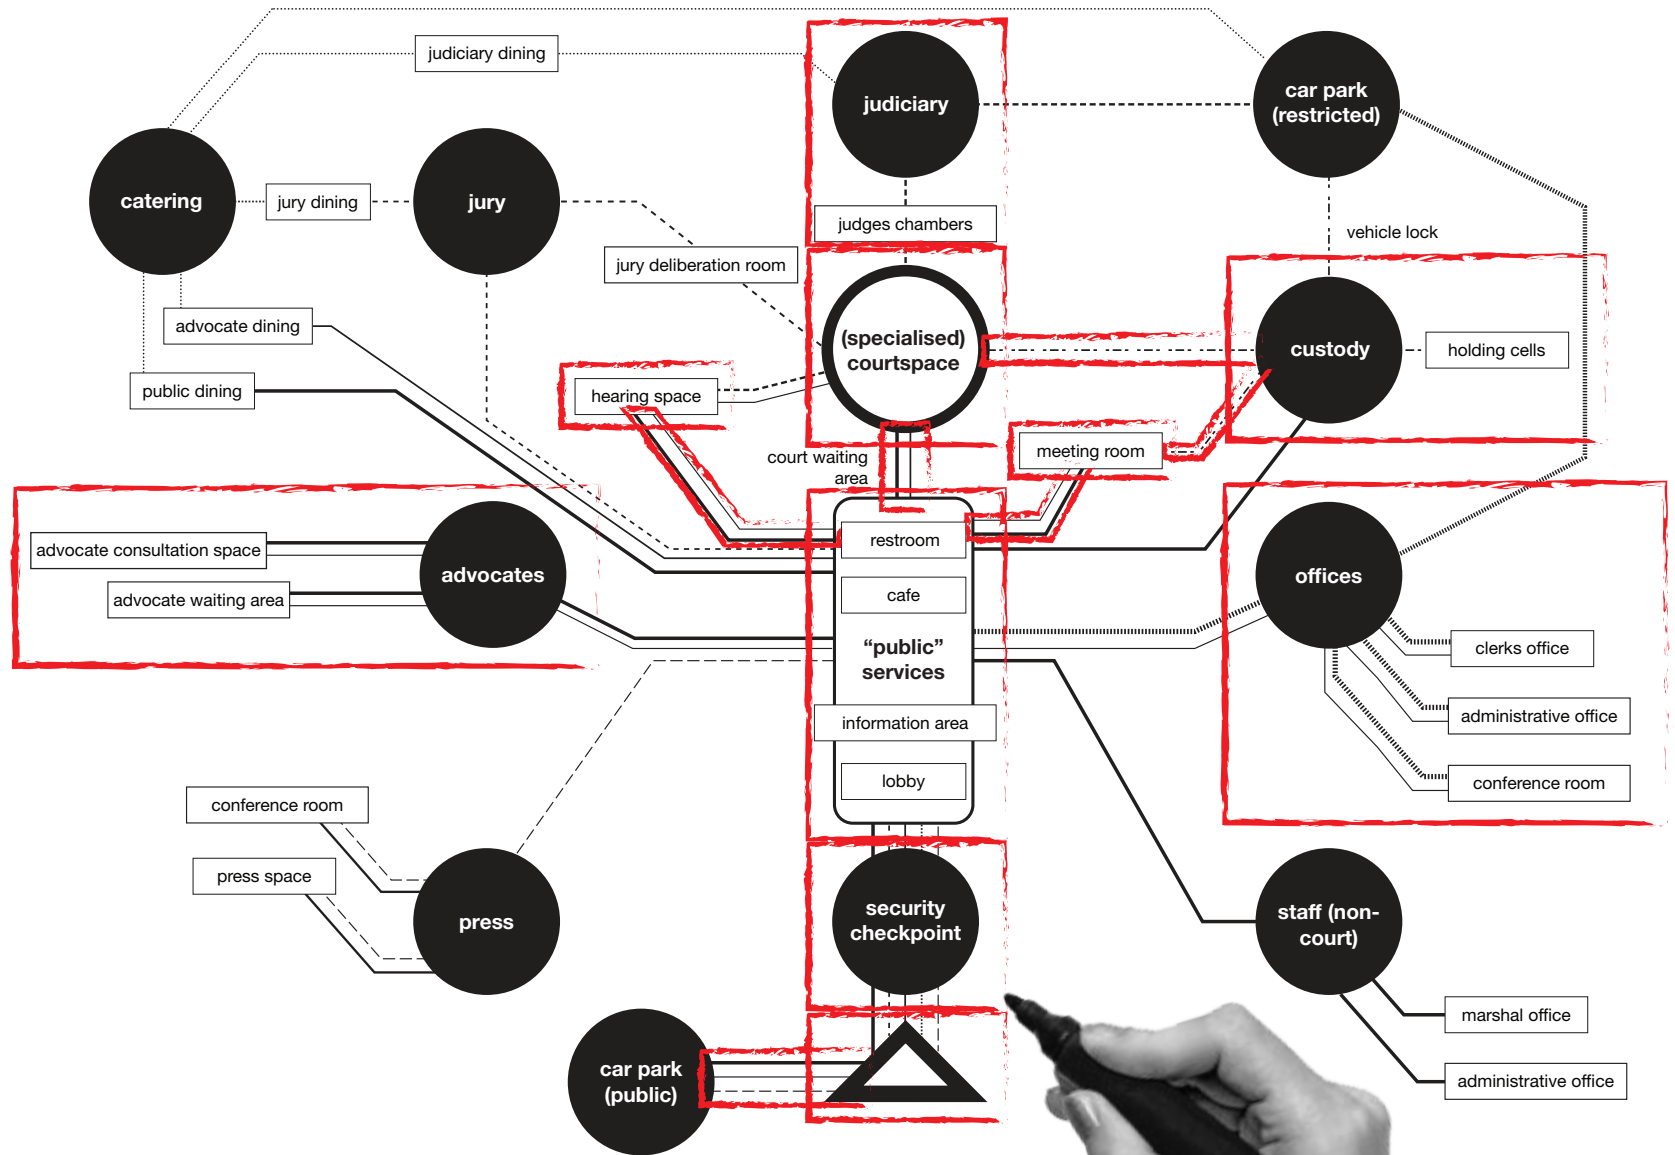 judiciary dining
judiciary
car park
(restricted)
catering
jury dining
jury
judges chambers
vehicle lock
jury deliberation room
advocate dining
(specialised)
courtspace
custody
holding cells
public dining
hearing space
court waiting
area
meeting room
advocate consultation space
advocates
advocate waiting area
restroom
cafe
“public”
services
information area
lobby
offices
clerks office
administrative office
conference room
conference room
press space
press
security
checkpoint
staff (non-
court)
marshal office
administrative office
car park
(public)